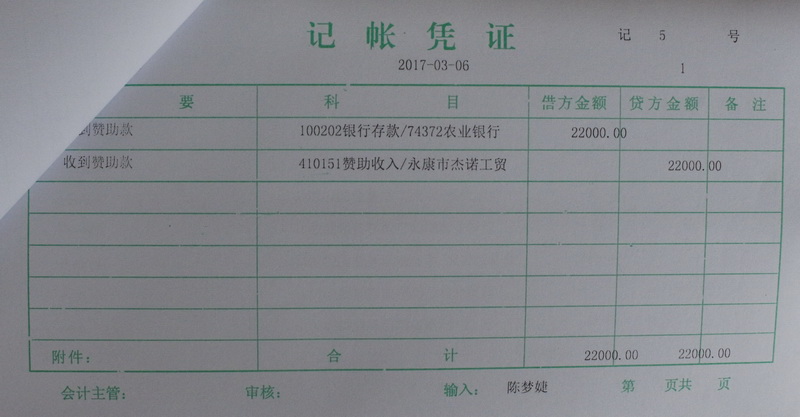 记帐凭证
记 5 号
2017-03-06
1
要 科目 借方金额 贷方金额 备注
到赞助款 100202银行存款/74372农业银行 22000.00
收到赞助款 410151赞助收入/永康市杰诺工贸 22000.00
附件： 合计 22000.00 22000.00
会计主管： 审核： 输入： 陈梦婕 第 页共 页